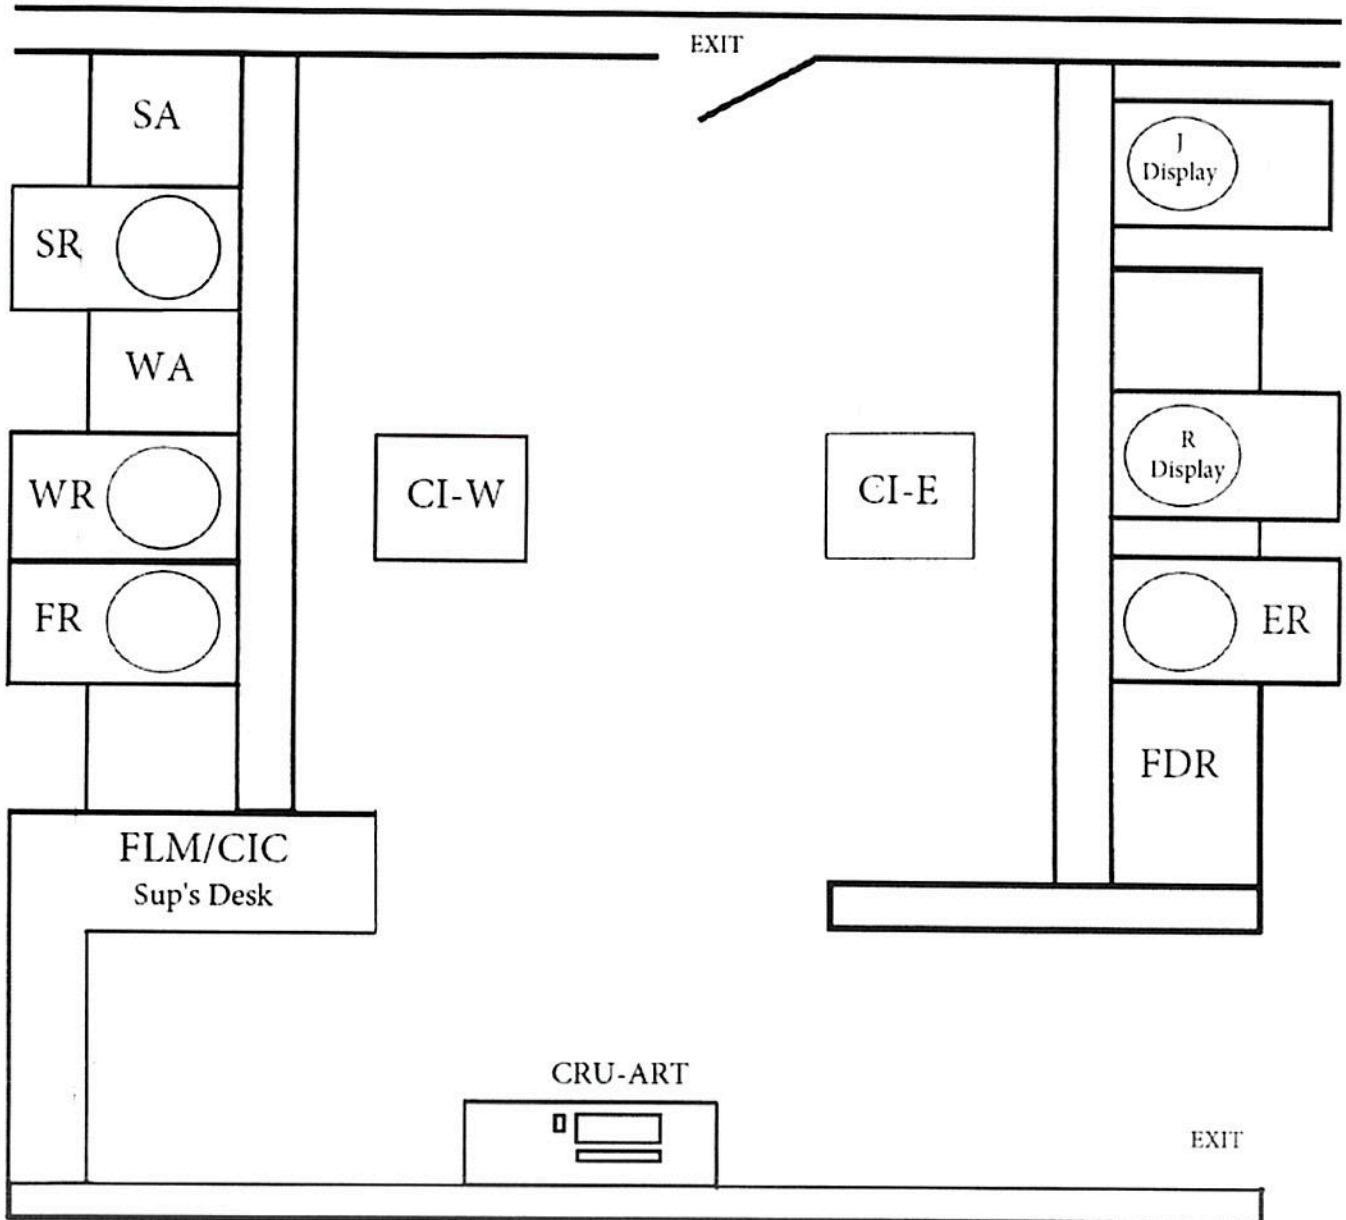 EXIT
SA
J
Display
SR
WA
R
Display
WR
CI-W
CI-E
FR
ER
FDR
FLM/CIC
Sup's Desk
CRU-ART
EXIT